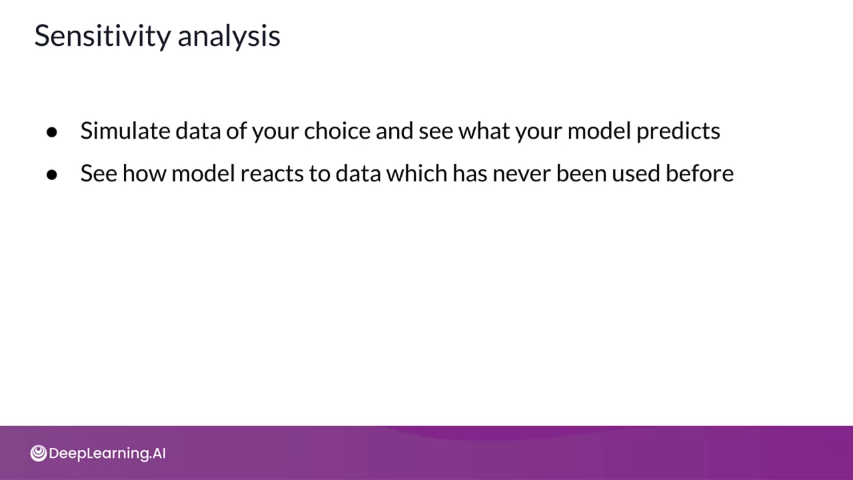 Sensitivity analysis
● Simulate data of your choice and see what your model predicts
● See how model reacts to data which has never been used before
DeepLearning.AI